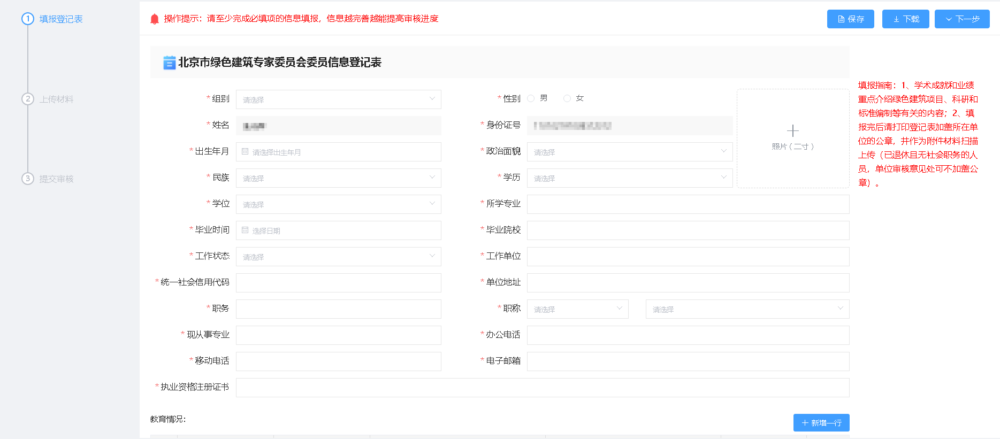 1 填报登记表
2 上传材料
3 提交审核
操作提示：请至少完成必填项的信息填报，信息越完善越能提高审核进度
保存 下载 下一步
北京市绿色建筑专家委员会委员信息登记表
*组别 请选择 *性别 男 女
*姓名 *身份证号
*出生年月 请选择出生年月 *政治面貌 请选择
*民族 请选择 *学历 请选择
照片（二寸）
*学位 请选择 *所学专业
*毕业时间 选择日期 *毕业院校
*工作状态 请选择 *工作单位
*统一社会信用代码 *单位地址
*职务 *职称 请选择 请选择
*现从事专业 *办公电话
*移动电话 *电子邮箱
*执业资格注册证书
教育情况：
新增一行
填报指南：1、学术成就和业绩
重点介绍绿色建筑项目、科研和
标准编制等有关的内容；2、填
报完后请打印登记表加盖所在单
位的公章，并作为附件材料扫描
上传（已退休且无社会职务的人
员，单位审核意见处可不加盖公
章）。